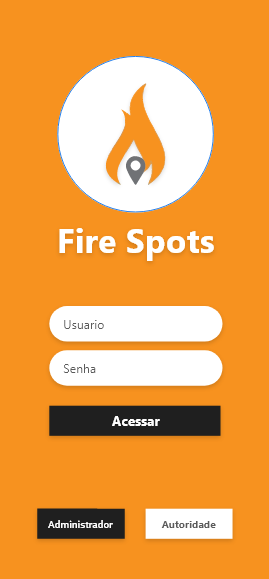 Fire Spots
Usuario
Senha
Acessar
Administrador
Autoridade